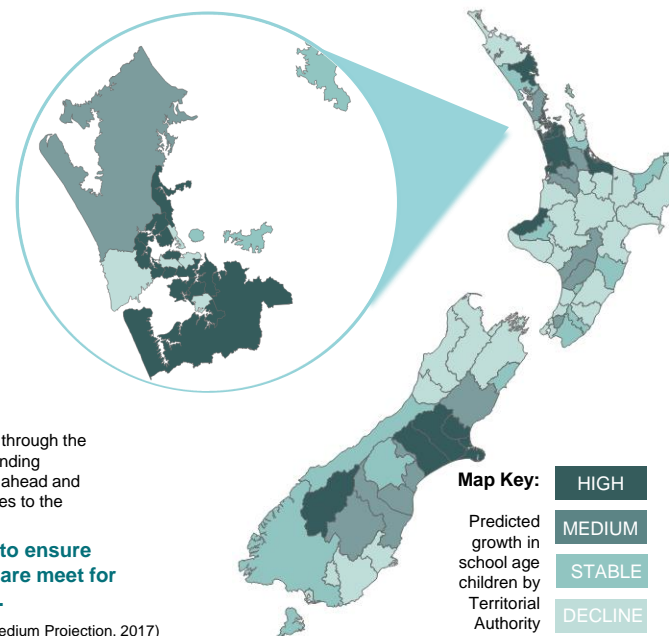 through the
nding
ahead and
es to the
to ensure
are meet for
.
edium Projection, 2017)
Map Key:
Predicted
growth in
school age
children by
Territorial
Authority
HIGH
MEDIUM
STABLE
DECLINE